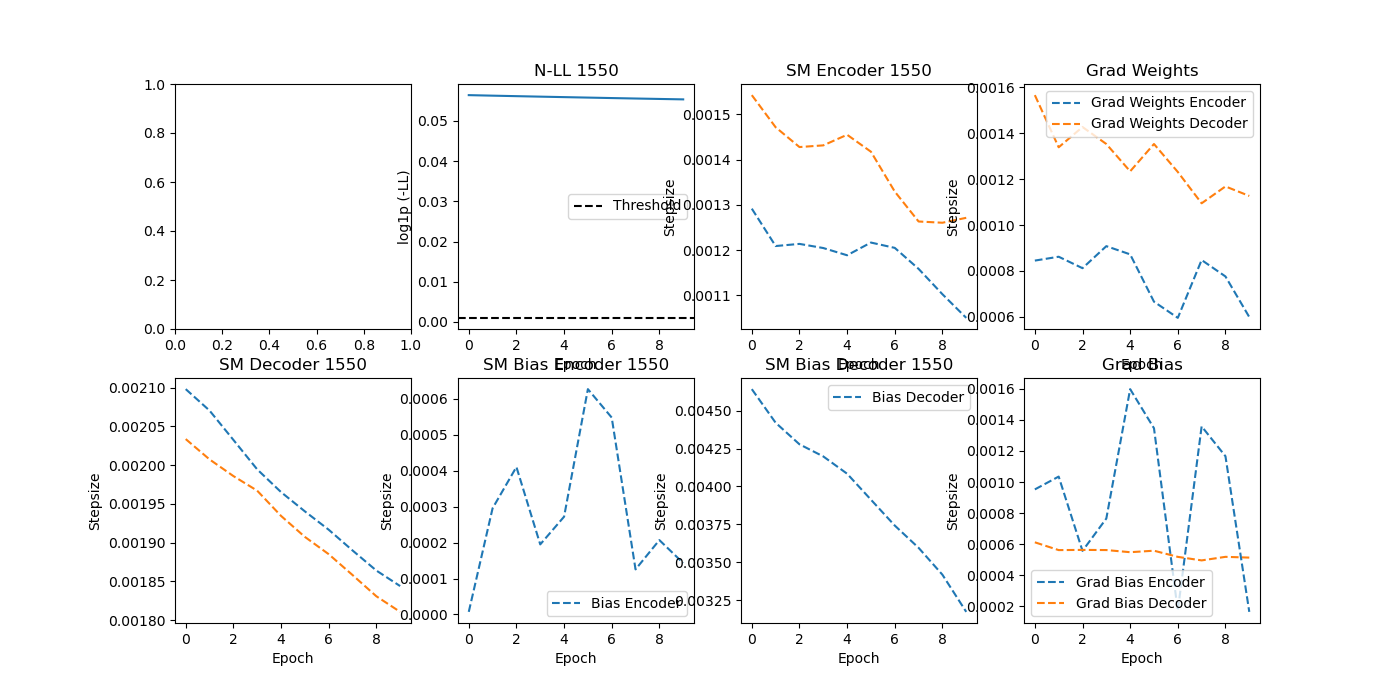 N-LL 1550
SM Encoder 1550
Grad Weights
1.0
0.8
0.6
0.4
0.2
0.0
0.0 0.2 0.4 0.6 0.8 1.0
log1p (-LL)
0.05
0.04
0.03
0.02
0.01
0.00
Threshold
0 2 4 6 8
Epoch
Stepsize
0.0015
0.0014
0.0013
0.0012
0.0011
0 2 4 6 8
Epoch
Stepsize
0.0016
0.0014
0.0012
0.0010
0.0008
0.0006
Grad Weights Encoder
Grad Weights Decoder
0 2 4 6 8
Epoch
SM Decoder 1550
SM Bias Encoder 1550
SM Bias Decoder 1550
Grad Bias
Stepsize
0.00210
0.00205
0.00200
0.00195
0.00190
0.00185
0.00180
0 2 4 6 8
Epoch
Stepsize
0.0006
0.0005
0.0004
0.0003
0.0002
0.0001
0.0000
Bias Encoder
0 2 4 6 8
Epoch
Stepsize
0.00450
0.00425
0.00400
0.00375
0.00350
0.00325
Bias Decoder
0 2 4 6 8
Epoch
Stepsize
0.0016
0.0014
0.0012
0.0010
0.0008
0.0006
0.0004
0.0002
Grad Bias Encoder
Grad Bias Decoder
0 2 4 6 8
Epoch